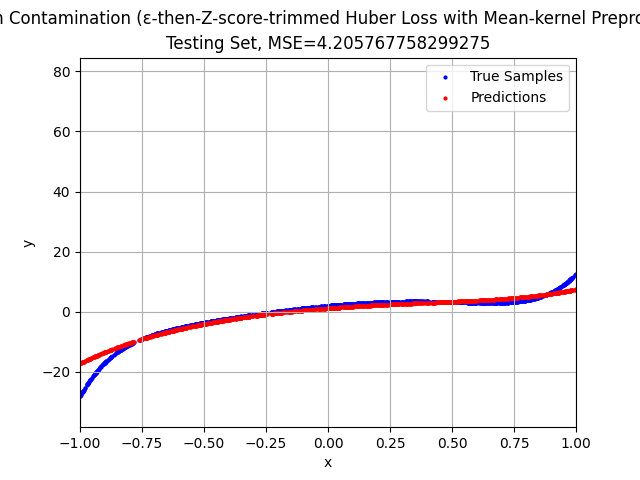 Contamination (ε-then-Z-score-trimmed Huber Loss with Mean-kernel
Testing Set, MSE=4.205767758299275
80
60
40
20
0
−20
y
True Samples
Predictions
−1.00 −0.75 −0.50 −0.25 0.00 0.25 0.50 0.75 1.00
x